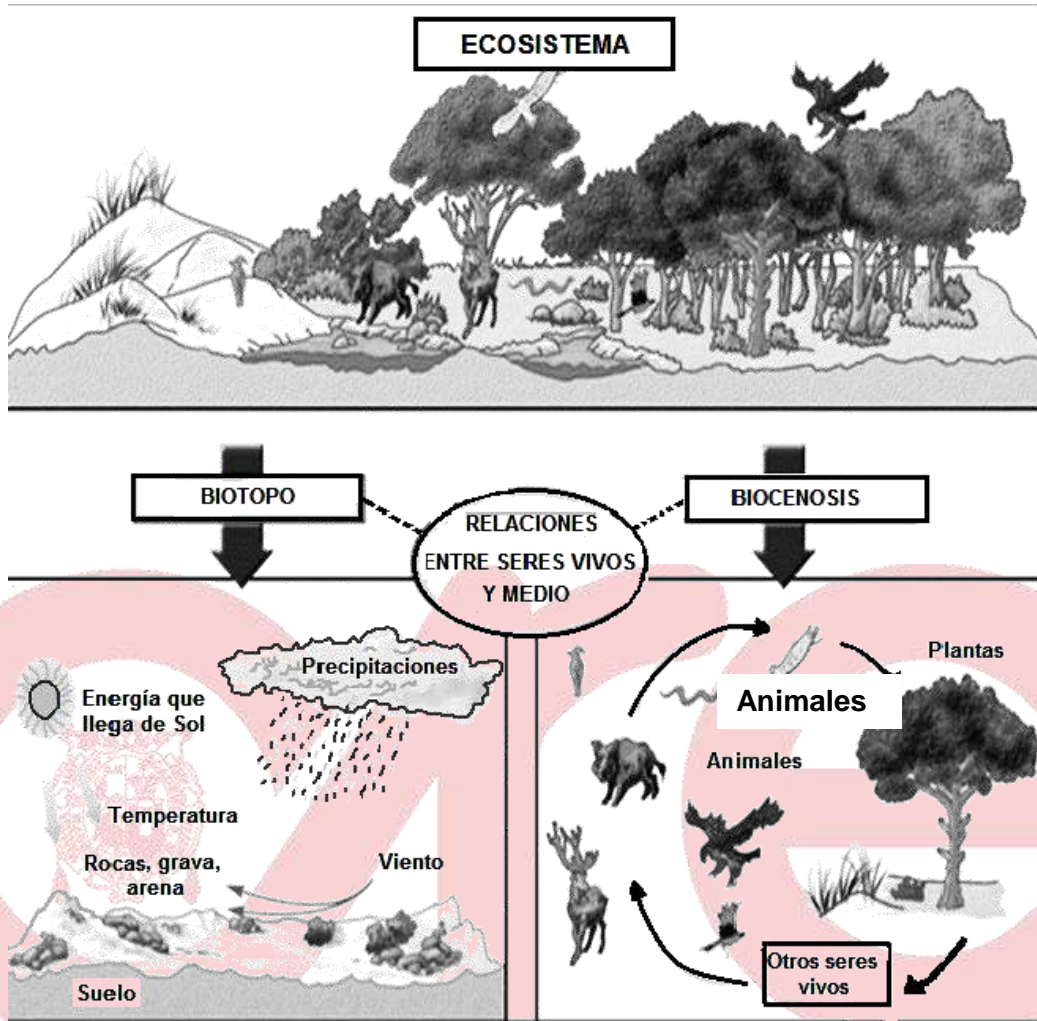 ECOSISTEMA
BIOTOPO
BIOCENOSIS
RELACIONES
ENTRE SERES VIVOS
Y MEDIO
Precipitaciones
Energía que
llega de Sol
Temperatura
Rocas, grava,
arena
Viento
Suelo
Plantas
Animales
Animales
Otros seres
vivos